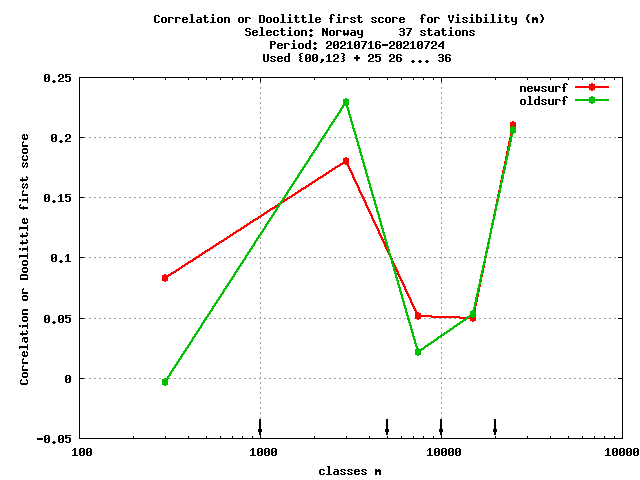 Correlation or Doolittle first score  for Visibility (m)
Selection: Norway     37 stations
Period: 20210716-20210724
Used {00,12} + 25 26 ... 36
newsurf
oldsurf
Correlation or Doolittle first score
0.25
0.2
0.15
0.1
0.05
0
-0.05
100
1000
10000
10000
classes m